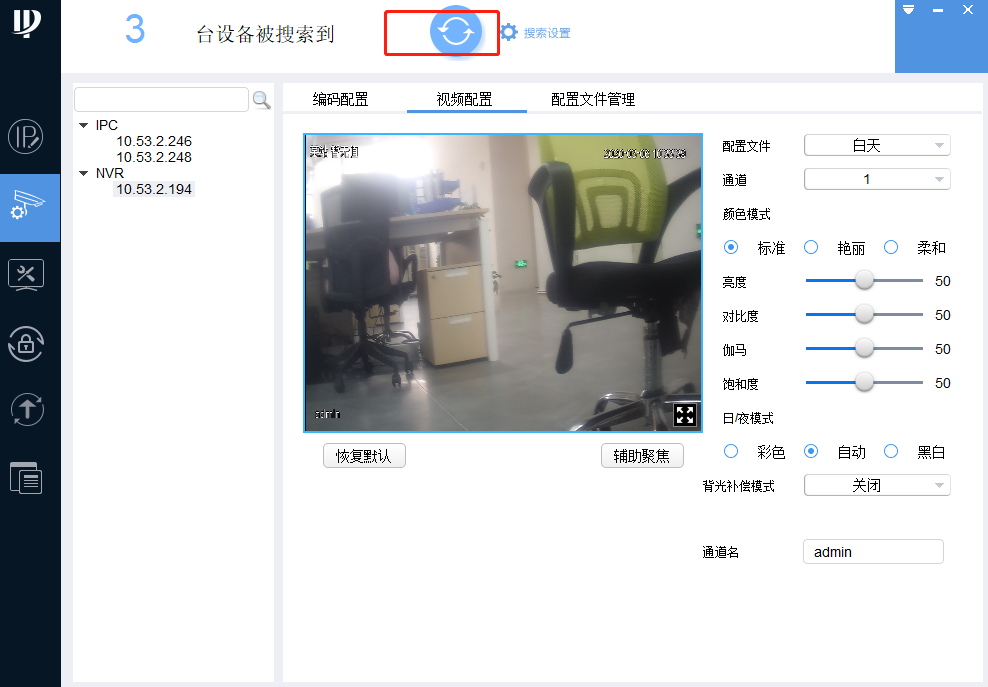 3 台设备被搜索到
搜索设置
IPC
10.53.2.246
10.53.2.248
NVR
10.53.2.194
编码配置 视频配置 配置文件管理
admin
恢复默认 辅助聚焦
配置文件 白天
通道 1
颜色模式
标准 艳丽 柔和
亮度 50
对比度 50
伽马 50
饱和度 50
日/夜模式
彩色 自动 黑白
背光补偿模式 关闭
通道名 admin